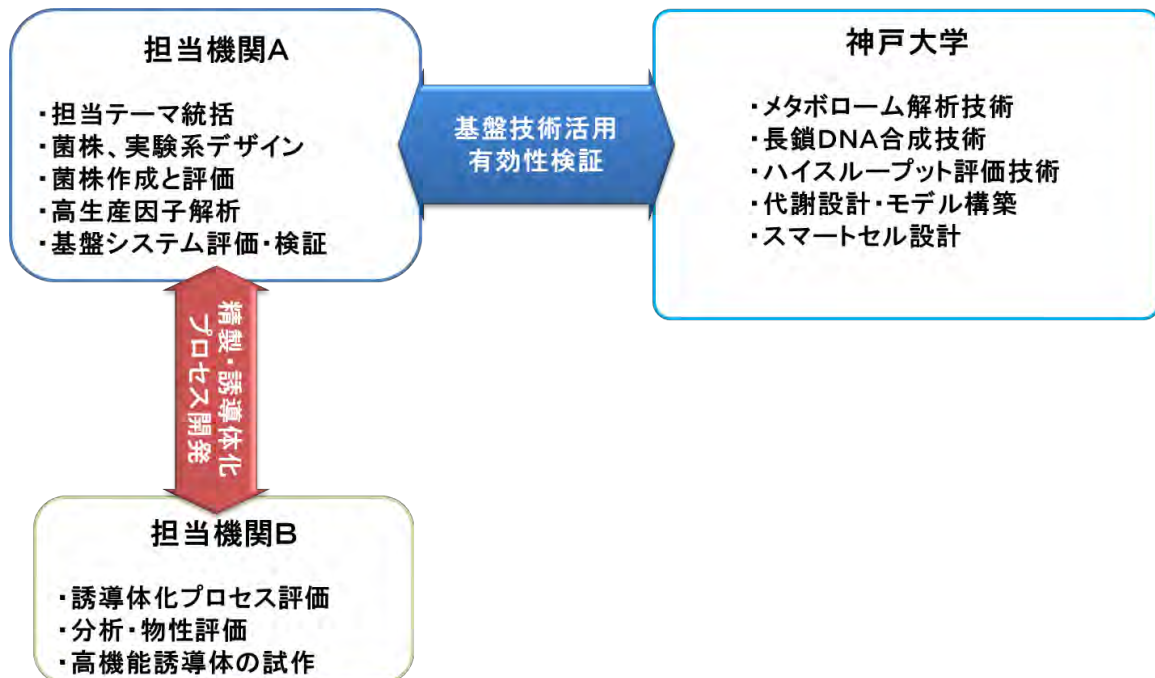 担当機関A
・担当テーマ統括
・菌株、実験系デザイン
・菌株作成と評価
・高生産因子解析
・基盤システム評価・検証
基盤技術活用
有効性検証
神戸大学
・メタボローム解析技術
・長鎖DNA合成技術
・ハイスループット評価技術
・代謝設計・モデル構築
・スマートセル設計
精製・誘導体化
プロセス開発
担当機関B
・誘導体化プロセス評価
・分析・物性評価
・高機能誘導体の試作